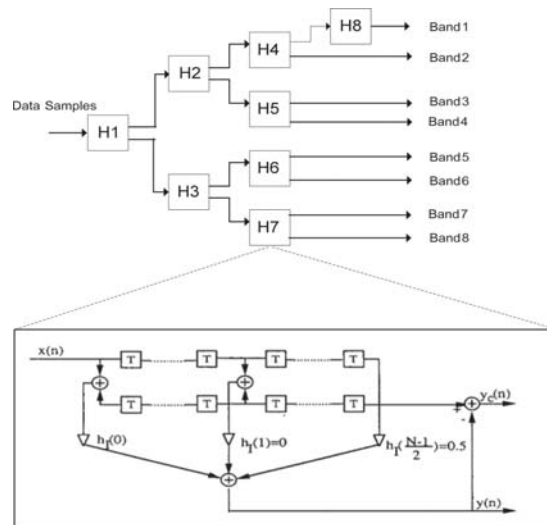 H8
Band1
H4
Band2
H2
H5
Band3
Band4
Data Samples
H1
H6
Band5
Band6
H3
H7
Band7
Band8
x(n)
T
T
T
T
T
T
T
T
+
+
+
-
+
y_c(n)
h_I(0)
h_I(1)=0
h_I(N-1/2)=0.5
+
y(n)